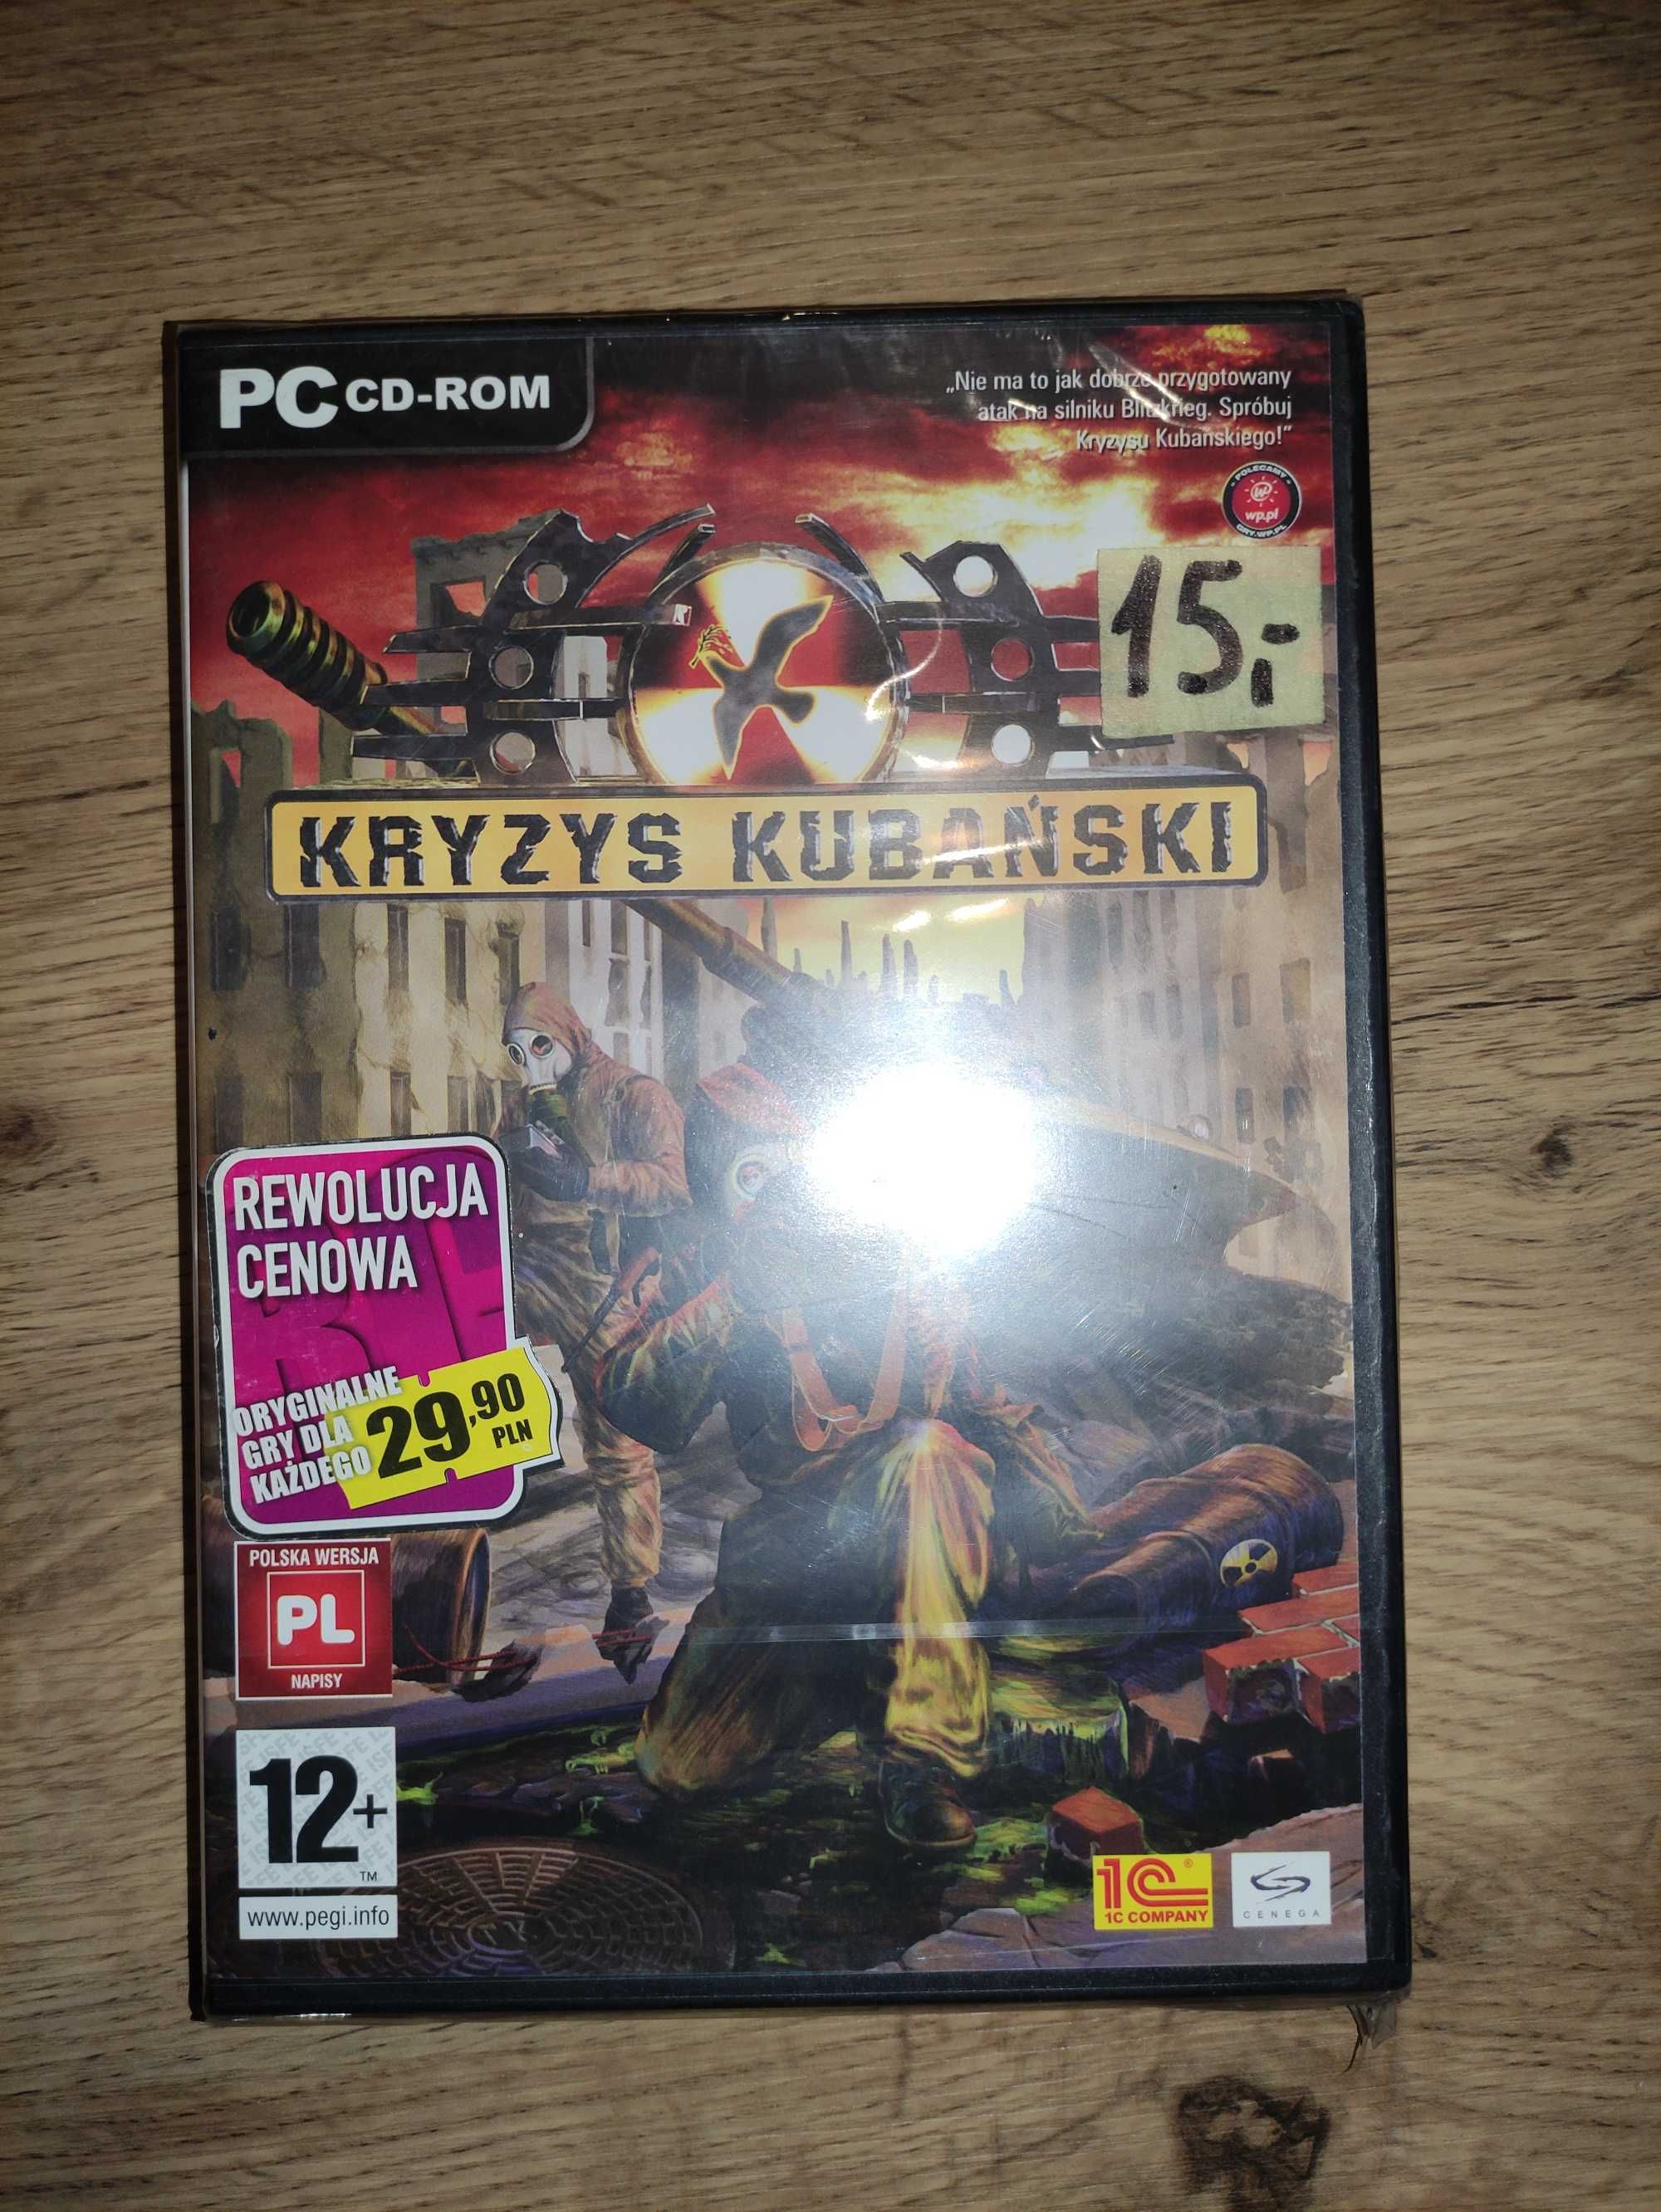 PC CD-ROM
„Nie ma to jak dobrze przygotowany
atak na silniku Blitzkrieg. Spróbuj
Kryzysu Kubańskiego!”
POLECAMY
wp.pl
GRY.WP.PL
15,-
KRYZYS KUBAŃSKI
REWOLUCJA
CENOWA
ORYGINALNE
GRY DLA
KAŻDEGO
29,90
PLN
POLSKA WERSJA
PL
NAPISY
12+
TM
www.pegi.info
1C
®
1C COMPANY
CENEGA